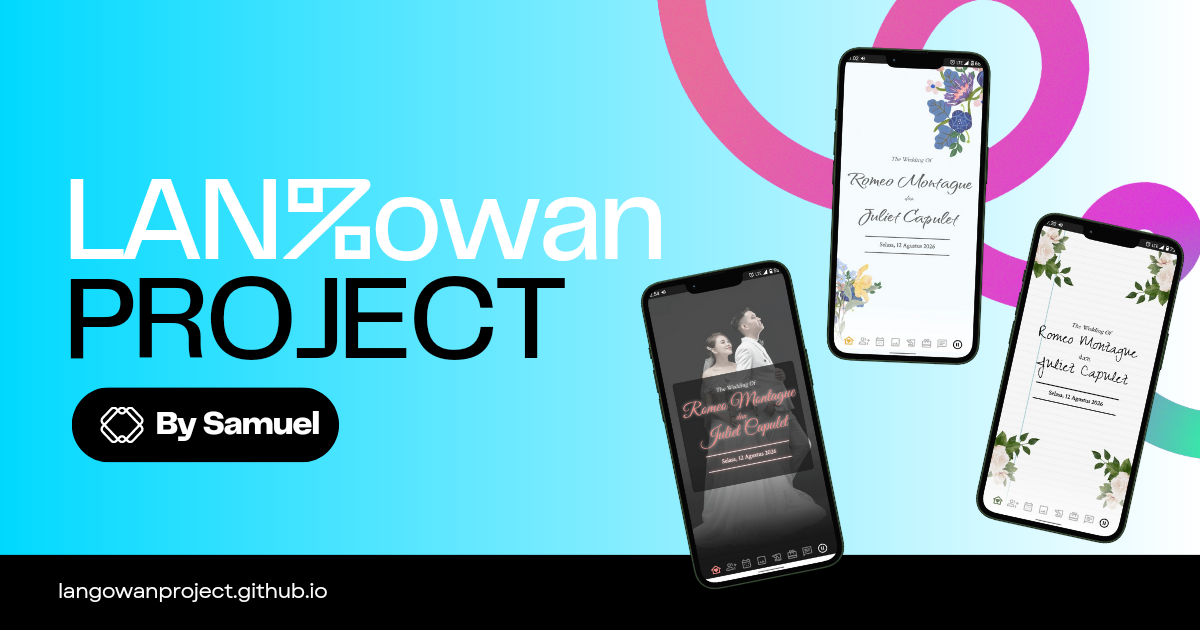 LAN%owan
PROJECT
By Samuel
langowanproject.github.io
The Wedding Of
Romeo Montague
dan
Juliet Capulet
Selasa, 12 Agustus 2026
The Wedding Of
Romeo Montague
dan
Juliet Capulet
Selasa, 12 Agustus 2026
The Wedding Of
Romeo Montague
dan
Juliet Capulet
Selasa, 12 Agustus 2026